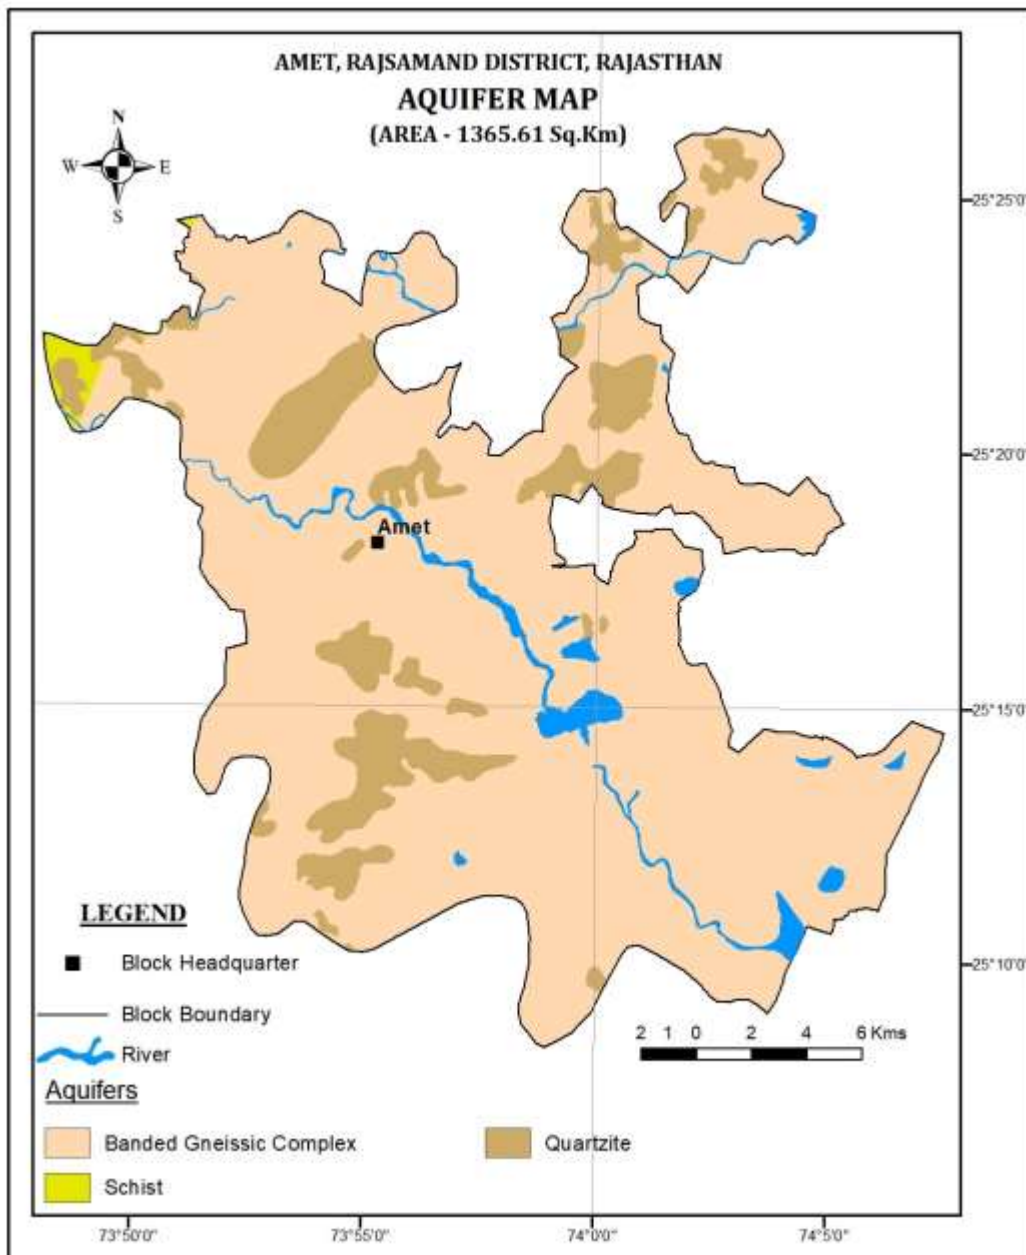 AMET, RAJSAMAND DISTRICT, RAJASTHAN
AQUIFER MAP
(AREA - 1365.61 Sq.Km)
N
W E
S
25°25'0"
25°20'0"
Amet
25°15'0"
25°10'0"
LEGEND
Block Headquarter
Block Boundary
River
2 1 0 2 4 6 Kms
Aquifers
Banded Gneissic Complex
Quartzite
Schist
73°50'0" 73°55'0" 74°0'0" 74°5'0"